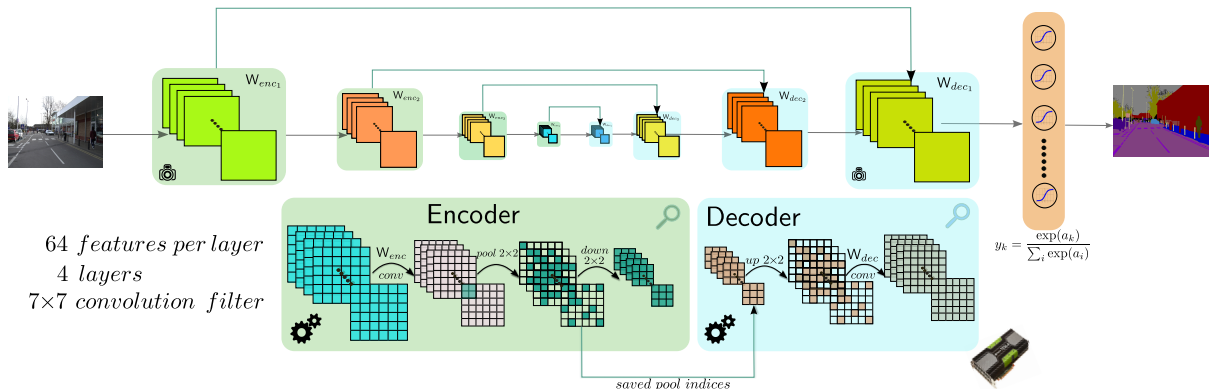 W_{enc_1}
W_{enc_2}
W_{dec_2}
W_{dec_1}
Encoder
Decoder
64 features per layer
4 layers
7×7 convolution filter
W_{enc}
conv
pool 2×2
down
2×2
up 2×2
W_{dec}
conv
y_k = \frac{\exp(a_k)}{\sum_i \exp(a_i)}
saved pool indices